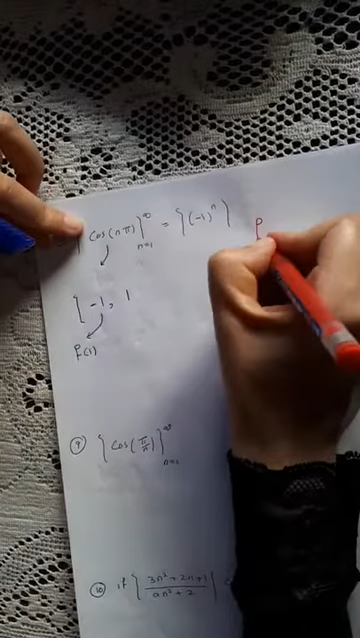 cos(nπ)}^∞_{n=1} = {(-1)^n} P
{-1, 1
f(1)
⑨ {cos(π/n)}^∞_{n=1}
⑩ if {(3n² + 2n + 1)/(an² + 2)}